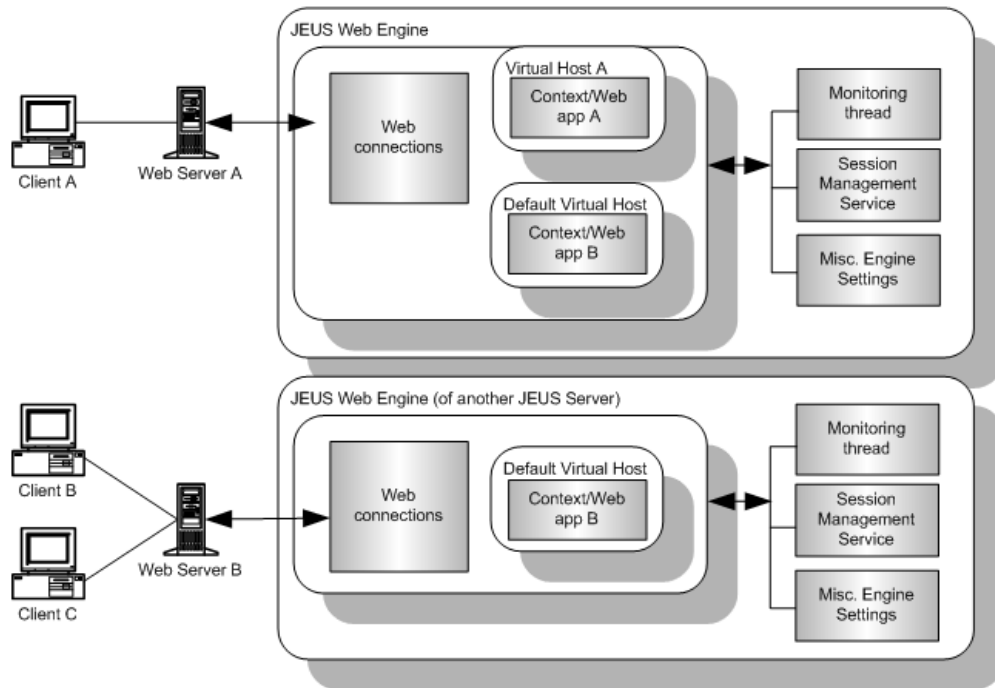 JEUS Web Engine
Virtual Host A
Context/Web
app A
Web
connections
Default Virtual Host
Context/Web
app B
Monitoring
thread
Session
Management
Service
Misc. Engine
Settings
Client A
Web Server A
JEUS Web Engine (of another JEUS Server)
Web
connections
Default Virtual Host
Context/Web
app B
Monitoring
thread
Session
Management
Service
Misc. Engine
Settings
Client B
Web Server B
Client C